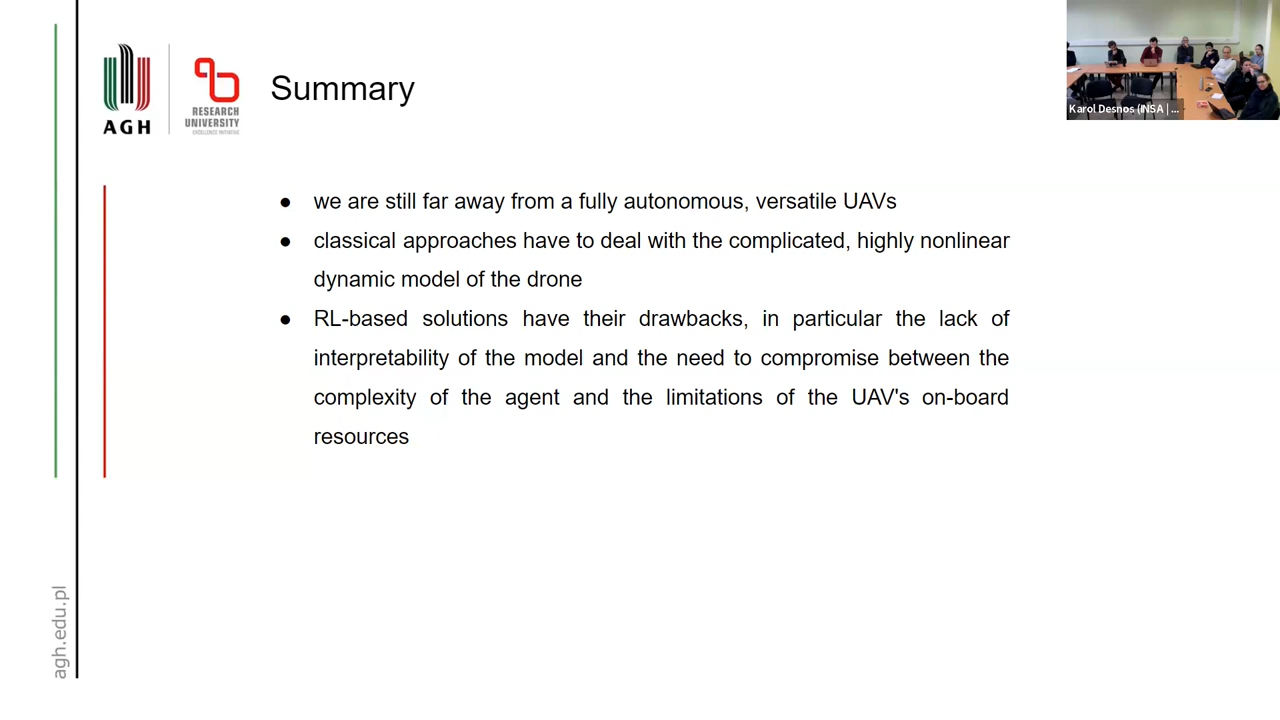 AGH
RESEARCH
UNIVERSITY
EXCELLENCE INITIATIVE
Summary
Karol Desnos (INSA | ...
● we are still far away from a fully autonomous, versatile UAVs
● classical approaches have to deal with the complicated, highly nonlinear
dynamic model of the drone
● RL-based solutions have their drawbacks, in particular the lack of
interpretability of the model and the need to compromise between the
complexity of the agent and the limitations of the UAV's on-board
resources
agh.edu.pl